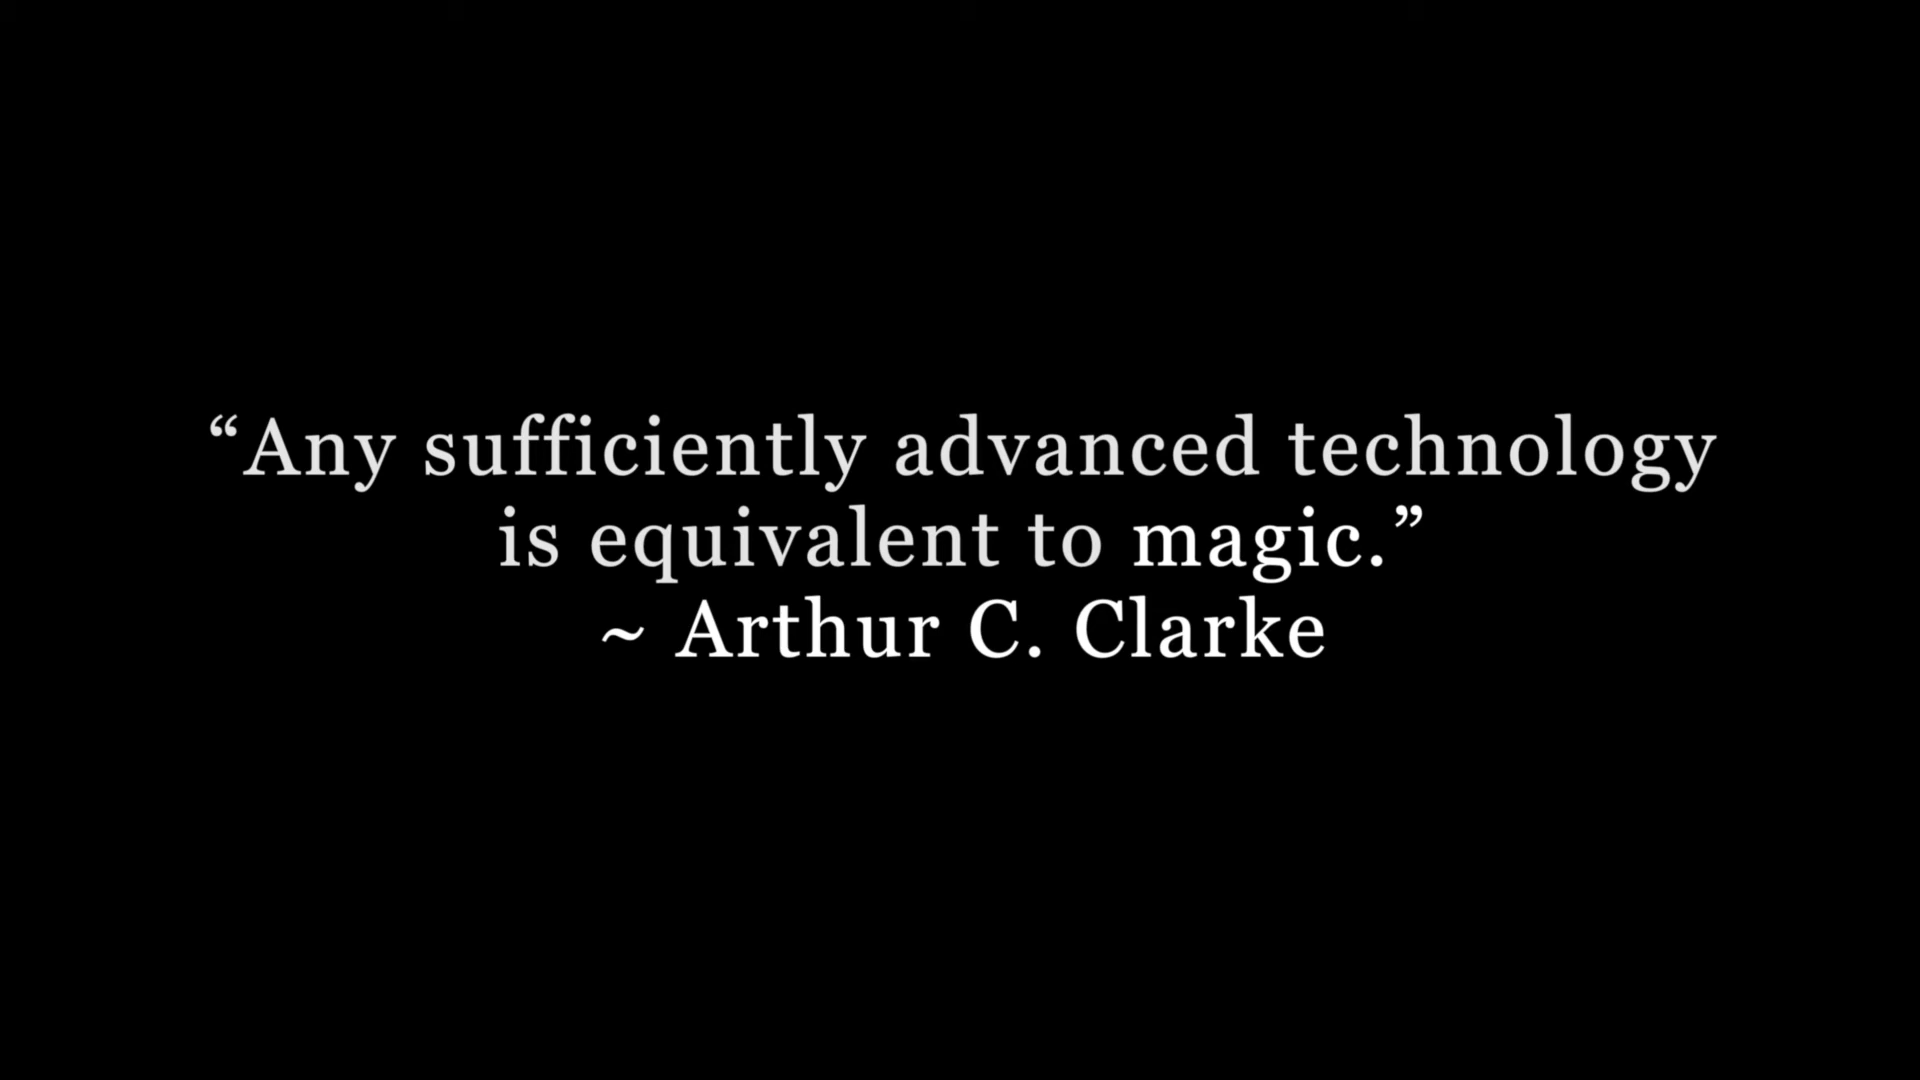 “Any sufficiently advanced technology
is equivalent to magic.”
~ Arthur C. Clarke